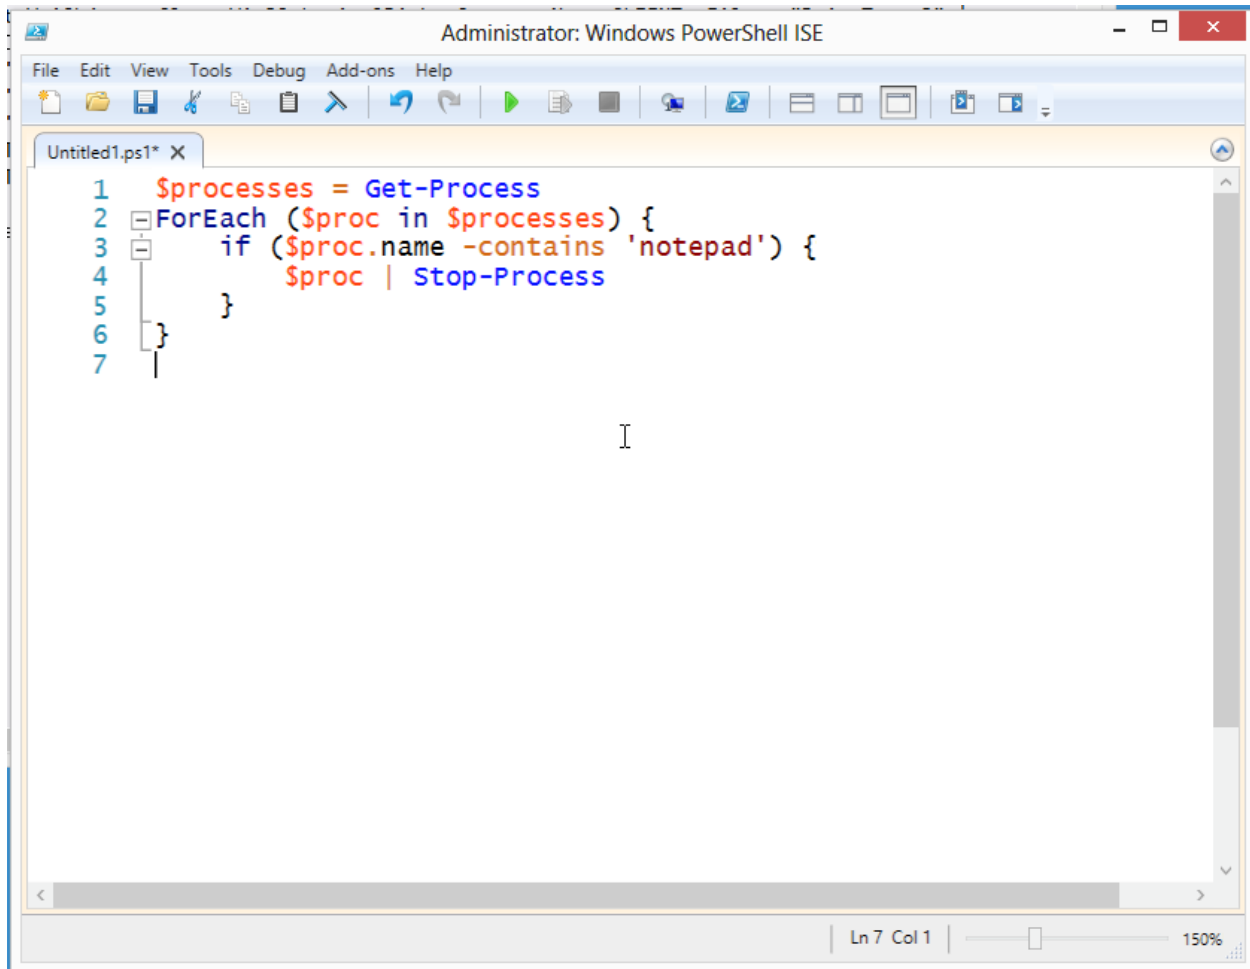 Administrator: Windows PowerShell ISE
File Edit View Tools Debug Add-ons Help
Untitled1.ps1* X
1 $processes = Get-Process
2 ForEach ($proc in $processes) {
3     if ($proc.name -contains 'notepad') {
4         $proc | Stop-Process
5     }
6 }
7
Ln 7 Col 1 150%